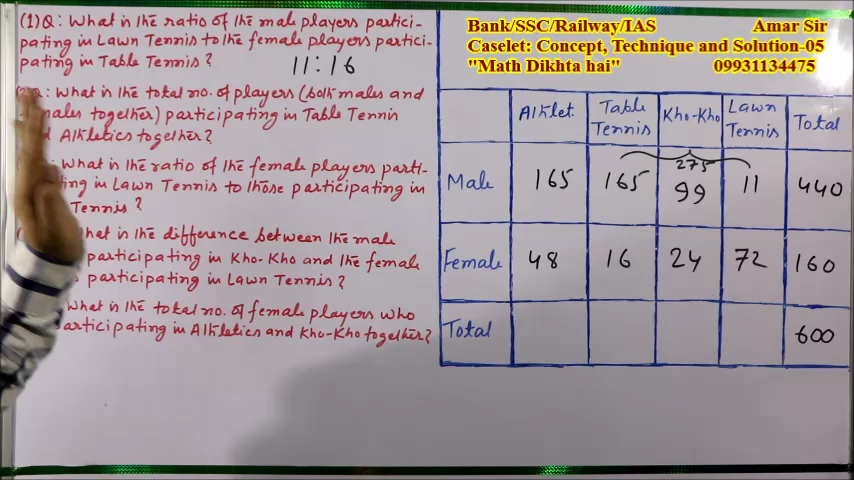 (1)Q: What is the ratio of the male players partici-
pating in Lawn Tennis to the female players partici-
pating in Table Tennis?
11:16
Q: What is the total no. of players (both males and
males together) participating in Table Tennis
Athletics together?
: What is the ratio of the female players parti-
ting in Lawn Tennis to those participating in
Tennis?
hat is the difference between the male
participating in Kho-Kho and the female
participating in Lawn Tennis?
What is the total no. of female players who
articipating in Athletics and Kho-Kho together?
Bank/SSC/Railway/IAS Amar Sir
Caselet: Concept, Technique and Solution-05
"Math Dikhta hai" 09931134475
Athlet. Table Tennis Kho-Kho Lawn Tennis Total
275
Male 165 165 99 11 440
Female 48 16 24 72 160
Total 600